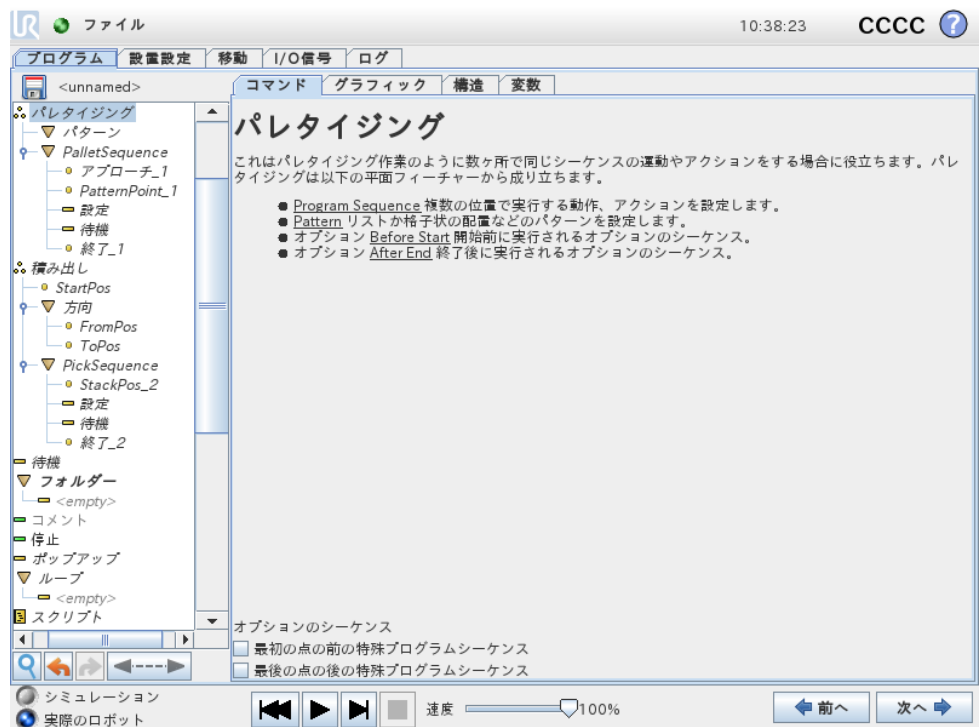 UR ファイル 10:38:23 CCCC ?
プログラム 設置設定 移動 I/O信号 ログ
<unnamed>
コマンド グラフィック 構造 変数
パレタイジング
パターン
PalletSequence
アプローチ_1
PatternPoint_1
設定
待機
終了_1
積み出し
StartPos
方向
FromPos
ToPos
PickSequence
StackPos_2
設定
待機
終了_2
待機
フォルダー
<empty>
コメント
停止
ポップアップ
ループ
<empty>
スクリプト
パレタイジング
これはパレタイジング作業のように数ヶ所で同じシーケンスの運動やアクションをする場合に役立ちます。パレ
タイジングは以下の平面フィーチャーから成り立ちます。
● Program Sequence 複数の位置で実行する動作、アクションを設定します。
● Pattern リストか格子状の配置などのパターンを設定します。
● オプション Before Start 開始前に実行されるオプションのシーケンス。
● オプション After End 終了後に実行されるオプションのシーケンス。
オプションのシーケンス
最初の点の前の特殊プログラムシーケンス
最後の点の後の特殊プログラムシーケンス
シミュレーション
実際のロボット
速度 100%
前へ 次へ